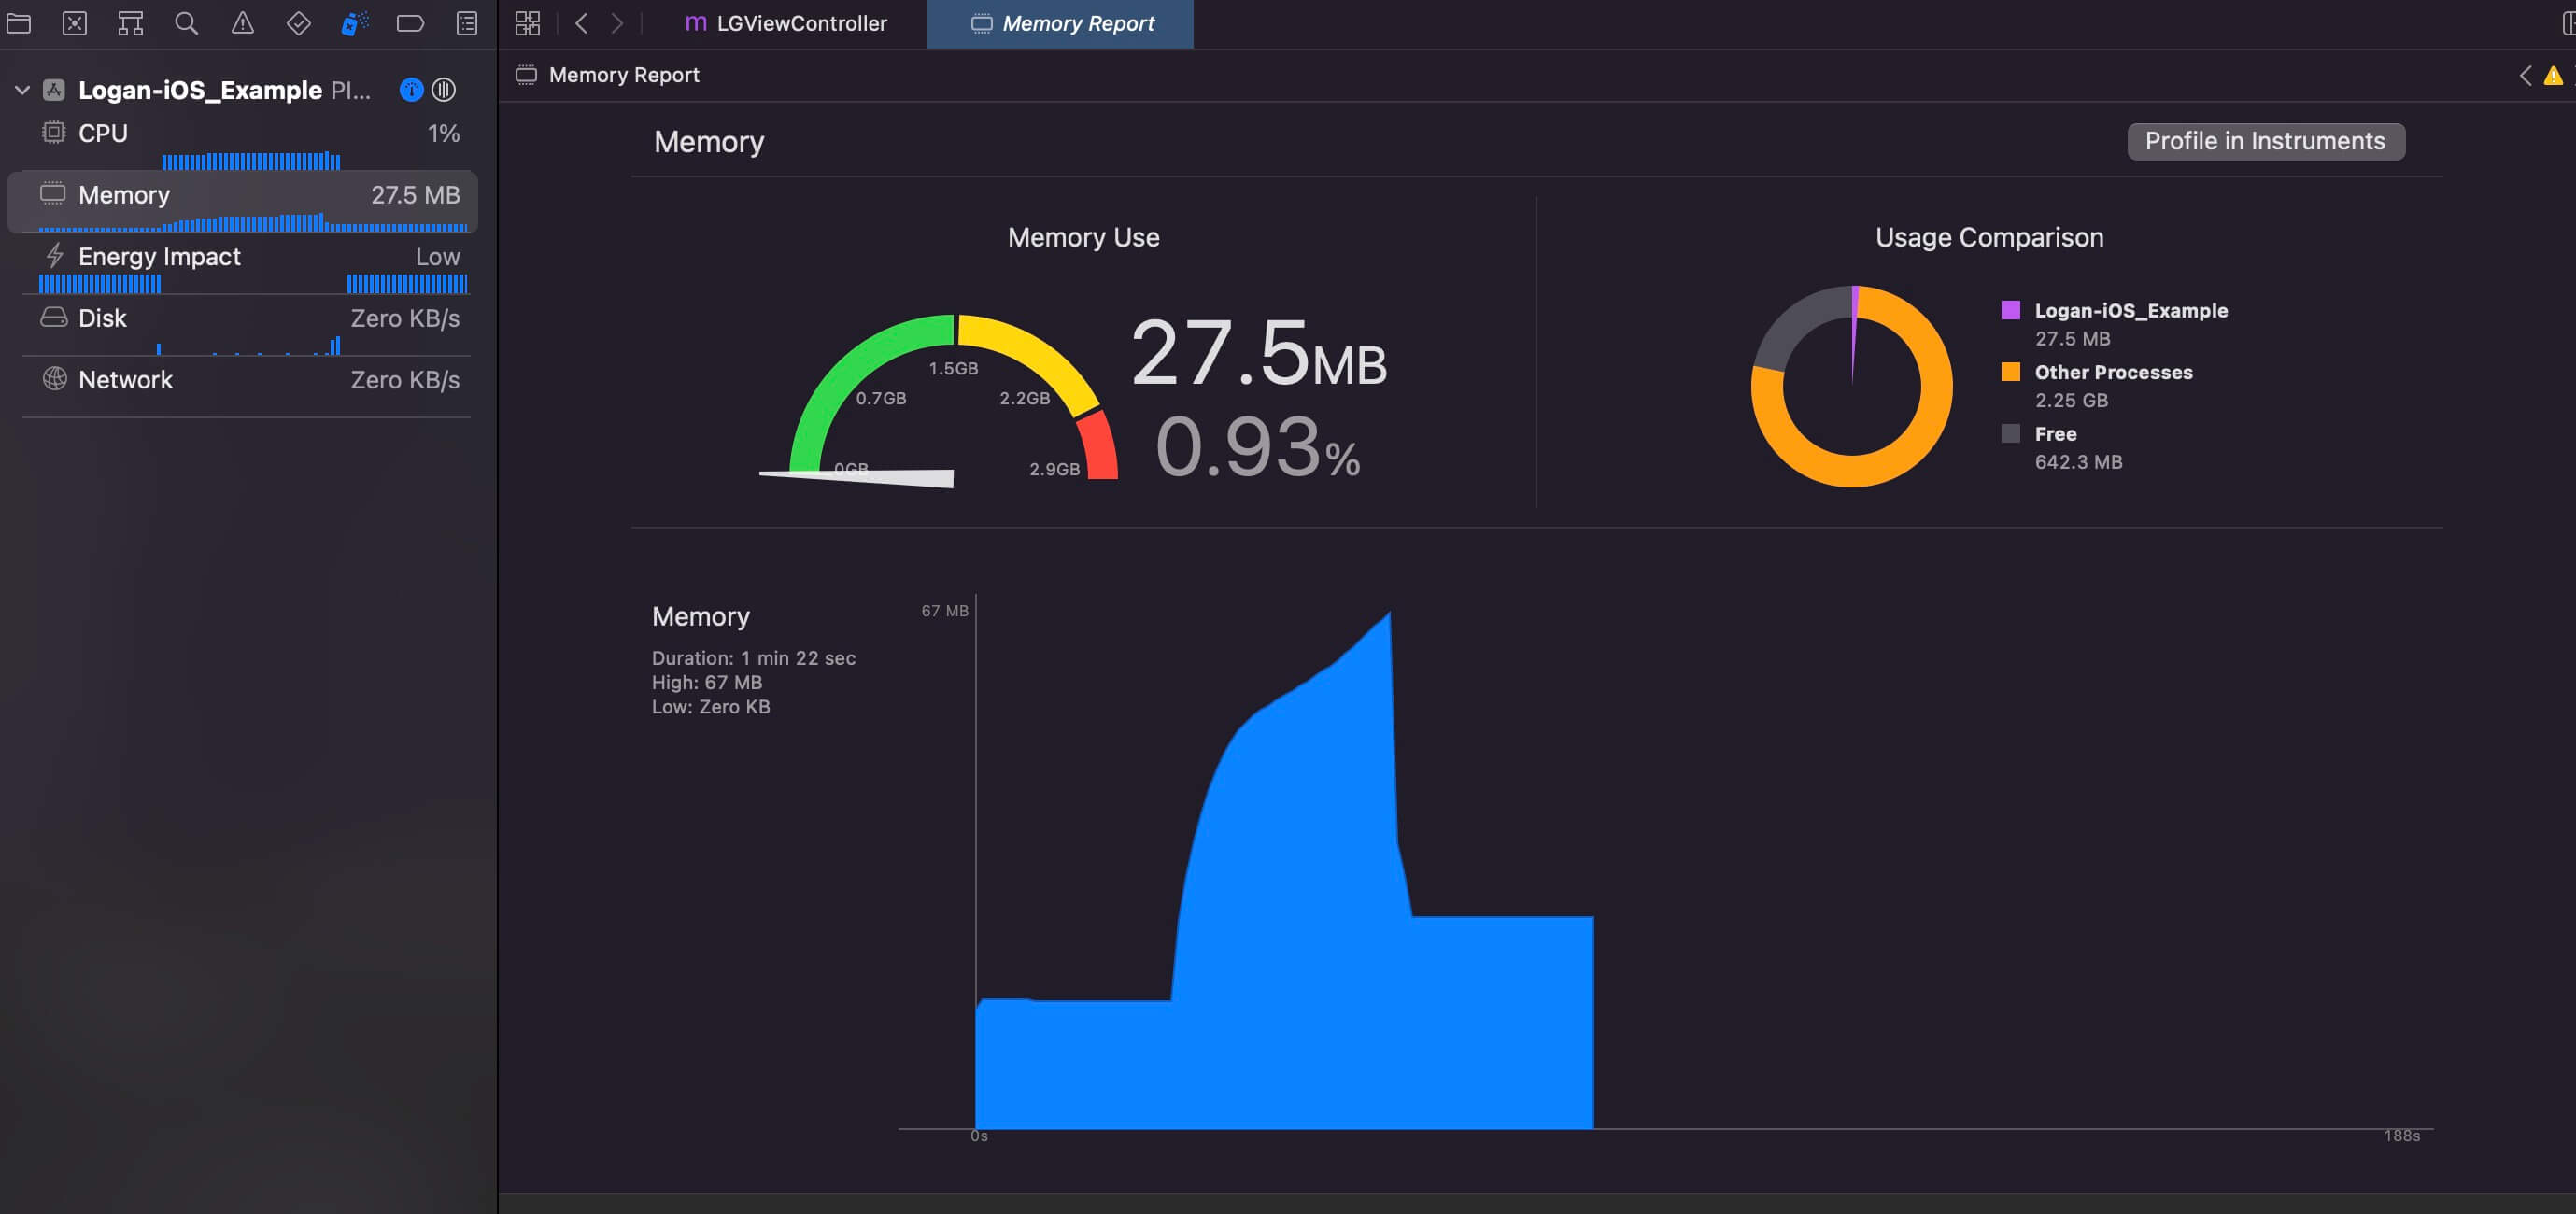 m LGViewController
Memory Report
Memory Report
Logan-iOS_Example PI...
CPU 1%
Memory 27.5 MB
Energy Impact Low
Disk Zero KB/s
Network Zero KB/s
Memory
Profile in Instruments
Memory Use
0GB
0.7GB
1.5GB
2.2GB
2.9GB
27.5MB
0.93%
Usage Comparison
Logan-iOS_Example
27.5 MB
Other Processes
2.25 GB
Free
642.3 MB
Memory
Duration: 1 min 22 sec
High: 67 MB
Low: Zero KB
67 MB
0s
188s